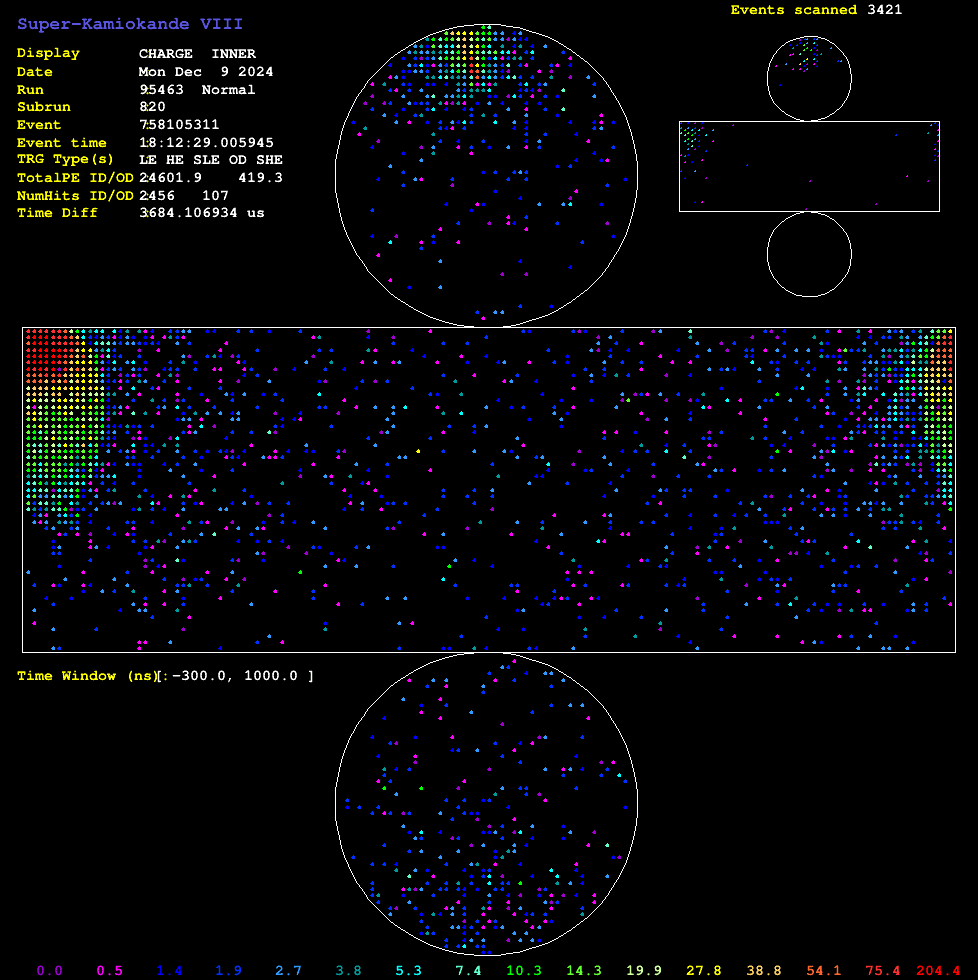 Super-Kamiokande VIII
Events scanned 3421
Display CHARGE INNER
Date Mon Dec 9 2024
Run 95463 Normal
Subrun 820
Event 758105311
Event time 18:12:29.005945
TRG Type(s) LE HE SLE OD SHE
TotalPE ID/OD 24601.9 419.3
NumHits ID/OD 2456 107
Time Diff 3684.106934 us
Time Window (ns): [ -300.0, 1000.0 ]
0.0 0.5 1.4 1.9 2.7 3.8 5.3 7.4 10.3 14.3 19.9 27.8 38.8 54.1 75.4 204.4